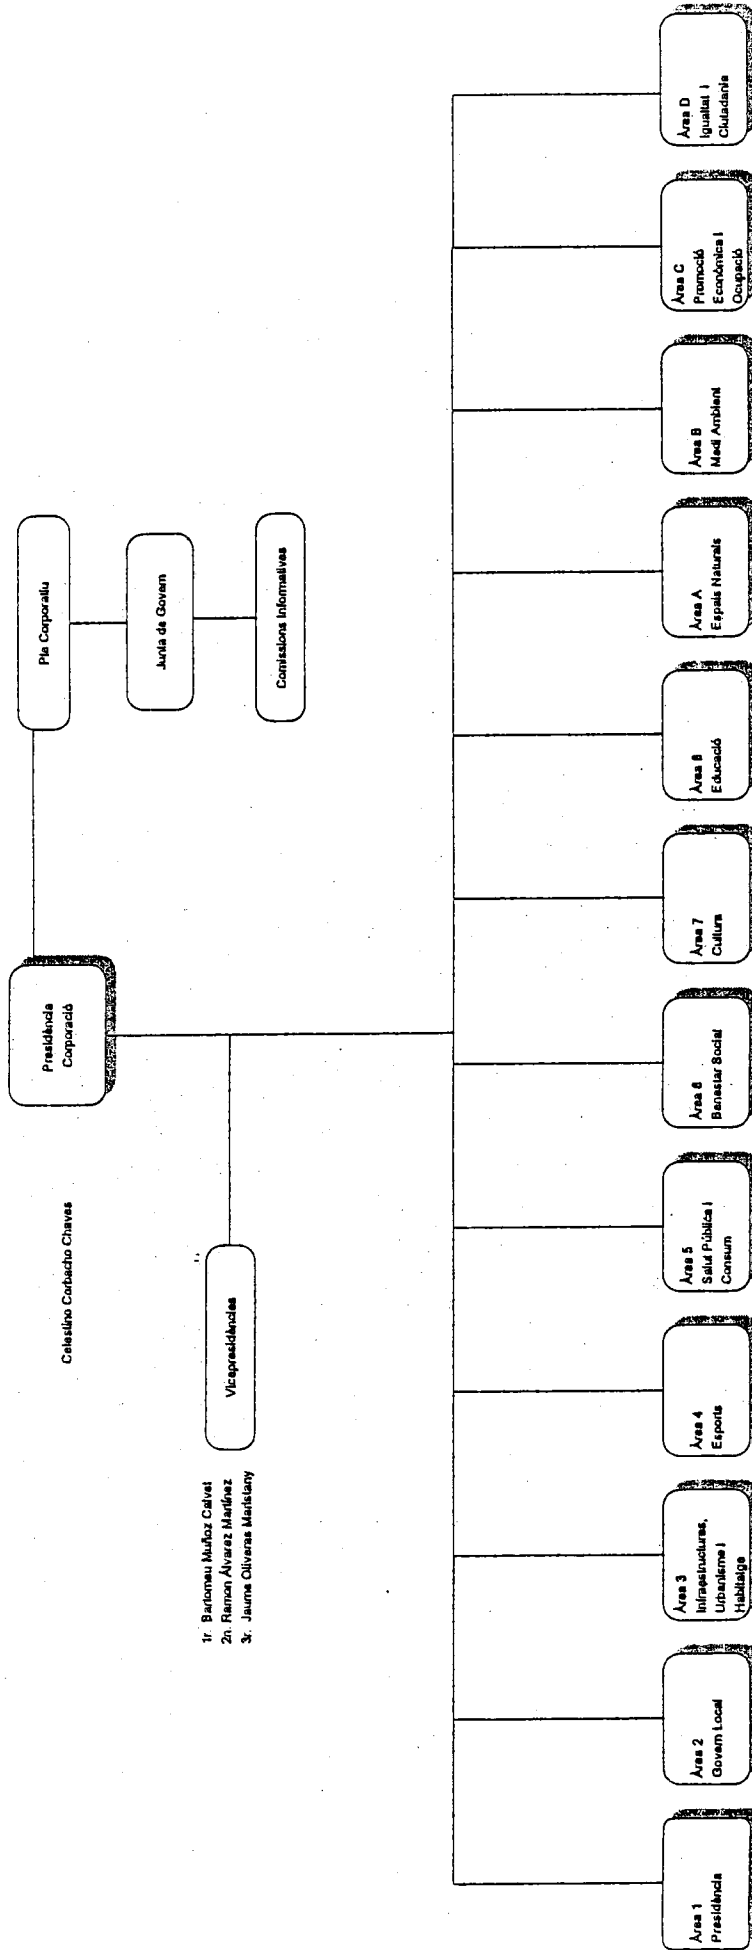 Presidència
Corporació
Celestino Corbacho Chaves
Ple Corporatiu
Junta de Govern
Comissions Informatives
Vicepresidències
1r. Bartomeu Muñoz Calvet
2n. Ramon Álvarez Martínez
3r. Jaume Oliveras Maristany
Àrea 1
Presidència
Àrea 2
Govern Local
Àrea 3
Infraestructures,
Urbanisme i
Habitatge
Àrea 4
Esports
Àrea 5
Salut Pública i
Consum
Àrea 6
Benestar Social
Àrea 7
Cultura
Àrea 8
Educació
Àrea A
Espais Naturals
Àrea B
Medi Ambient
Àrea C
Promoció
Econòmica i
Ocupació
Àrea D
Igualtat i
Ciutadania